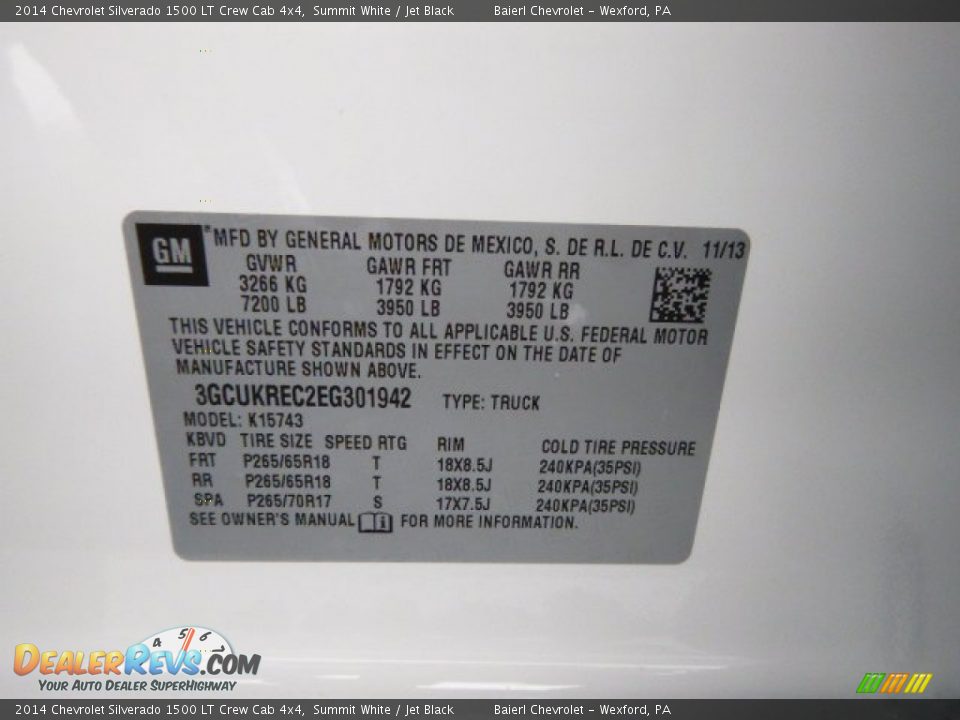 2014 Chevrolet Silverado 1500 LT Crew Cab 4x4, Summit White / Jet Black Baierl Chevrolet - Wexford, PA
GM *MFD BY GENERAL MOTORS DE MEXICO, S. DE R.L. DE C.V. 11/13
GVWR GAWR FRT GAWR RR
3266 KG 1792 KG 1792 KG
7200 LB 3950 LB 3950 LB
THIS VEHICLE CONFORMS TO ALL APPLICABLE U.S. FEDERAL MOTOR
VEHICLE SAFETY STANDARDS IN EFFECT ON THE DATE OF
MANUFACTURE SHOWN ABOVE.
3GCUKREC2EG301942 TYPE: TRUCK
MODEL: K15743
KBVD TIRE SIZE SPEED RTG RIM COLD TIRE PRESSURE
FRT P265/65R18 T 18X8.5J 240KPA(35PSI)
RR P265/65R18 T 18X8.5J 240KPA(35PSI)
SPA P265/70R17 S 17X7.5J 240KPA(35PSI)
SEE OWNER'S MANUAL FOR MORE INFORMATION.
4 5 6 7
DEALERREVS.COM
YOUR AUTO DEALER SUPERHIGHWAY
2014 Chevrolet Silverado 1500 LT Crew Cab 4x4, Summit White / Jet Black Baierl Chevrolet - Wexford, PA